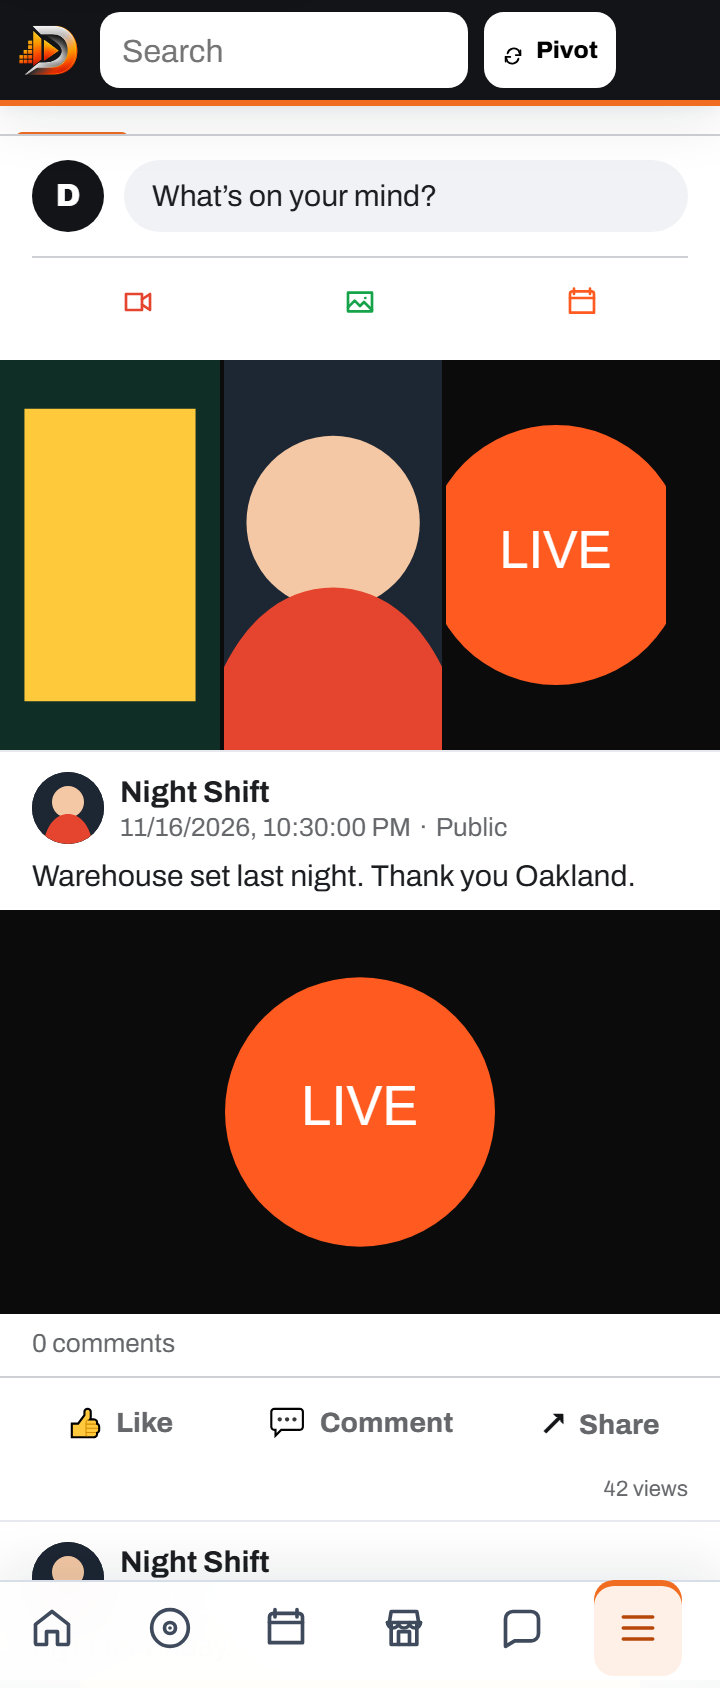 Search
Pivot
D
What’s on your mind?
LIVE
Night Shift
11/16/2026, 10:30:00 PM · Public
Warehouse set last night. Thank you Oakland.
LIVE
0 comments
Like
Comment
Share
42 views
Night Shift